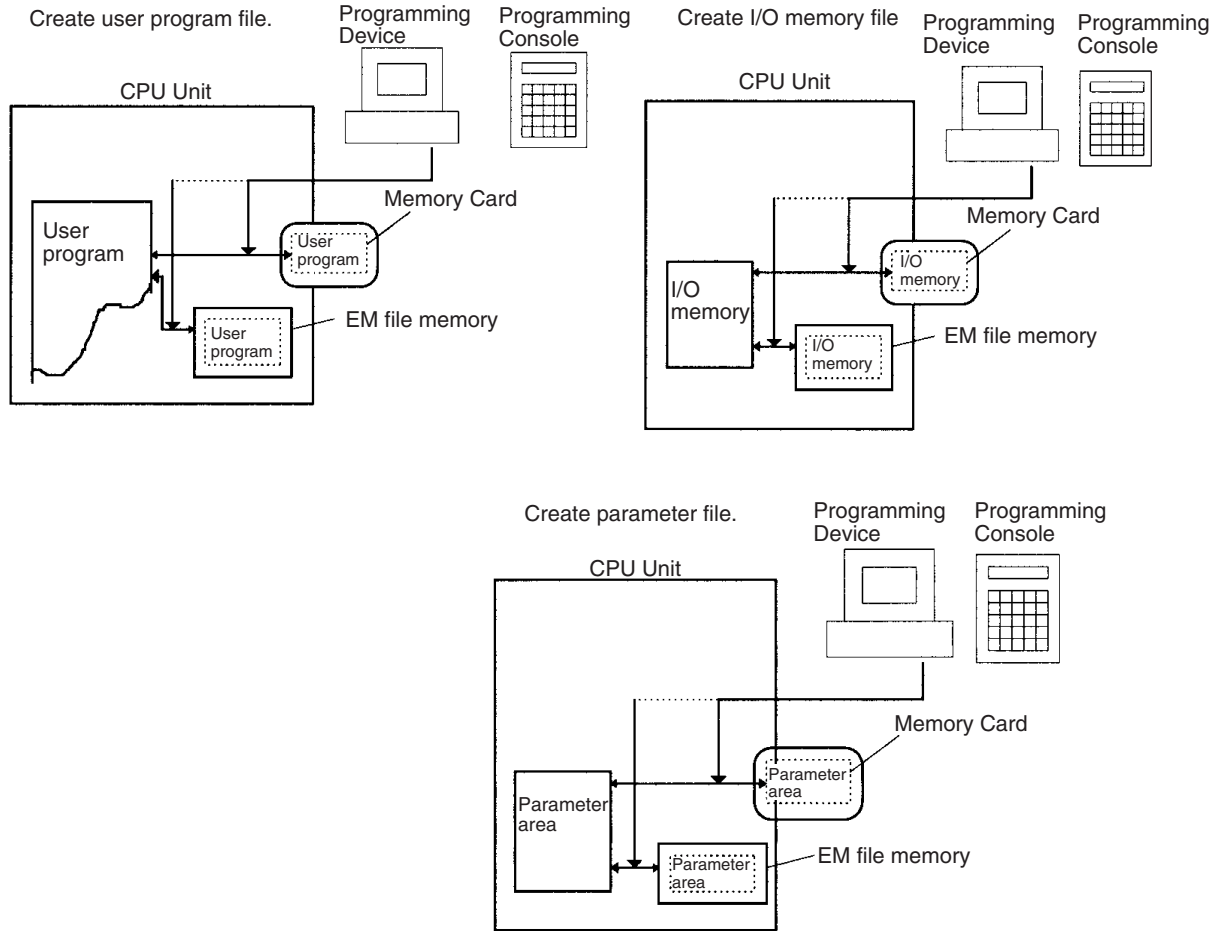 Create user program file.
Programming
Device
Programming
Console
CPU Unit
Memory Card
User
program
User
program
EM file memory
User
program
Create I/O memory file
Programming
Device
Programming
Console
CPU Unit
Memory Card
I/O
memory
I/O
memory
EM file memory
I/O
memory
Create parameter file.
Programming
Device
Programming
Console
CPU Unit
Memory Card
Parameter
area
Parameter
area
EM file memory
Parameter
area